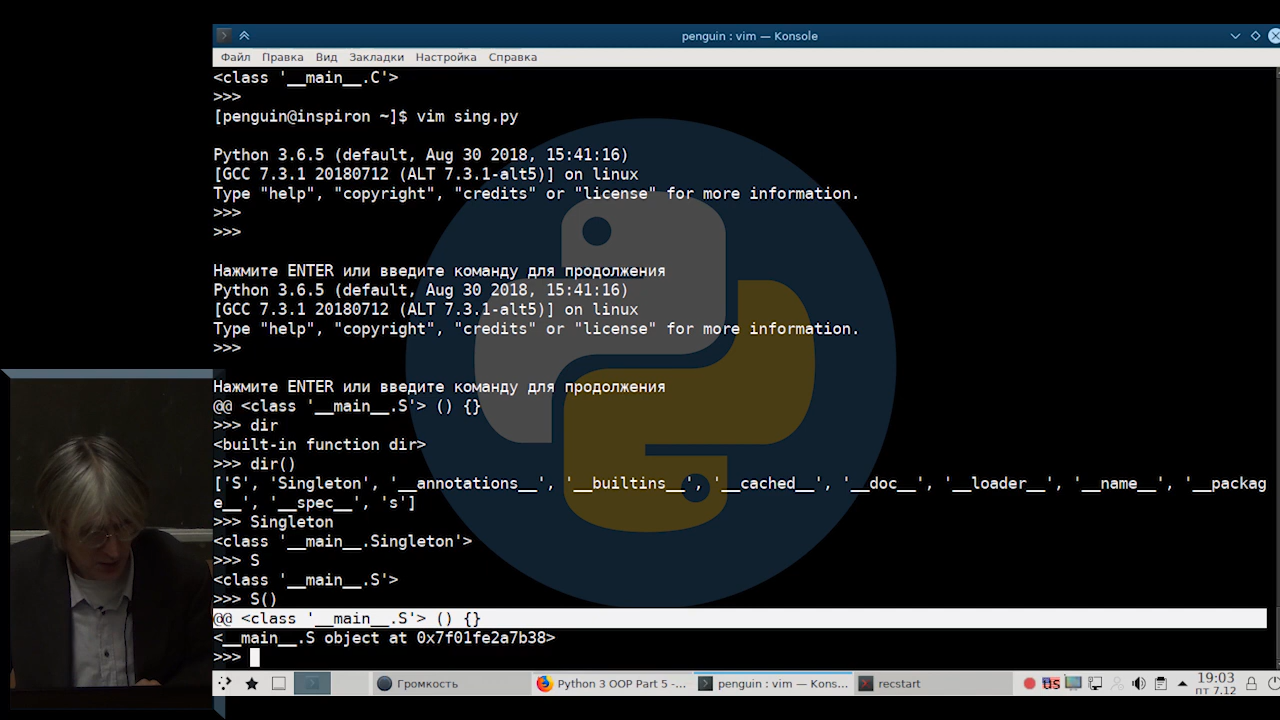 penguin : vim — Konsole
Файл Правка Вид Закладки Настройка Справка
<class '__main__.C'>
>>>
[penguin@inspiron ~]$ vim sing.py
Python 3.6.5 (default, Aug 30 2018, 15:41:16)
[GCC 7.3.1 20180712 (ALT 7.3.1-alt5)] on linux
Type "help", "copyright", "credits" or "license" for more information.
>>>
>>>
Нажмите ENTER или введите команду для продолжения
Python 3.6.5 (default, Aug 30 2018, 15:41:16)
[GCC 7.3.1 20180712 (ALT 7.3.1-alt5)] on linux
Type "help", "copyright", "credits" or "license" for more information.
>>>
Нажмите ENTER или введите команду для продолжения
@@ <class '__main__.S'> () {}
>>> dir
<built-in function dir>
>>> dir()
['S', 'Singleton', '__annotations__', '__builtins__', '__cached__', '__doc__', '__loader__', '__name__', '__packag
e__', '__spec__', 's']
>>> Singleton
<class '__main__.Singleton'>
>>> S
<class '__main__.S'>
>>> S()
@@ <class '__main__.S'> () {}
<__main__.S object at 0x7f01fe2a7b38>
>>>
Громкость Python 3 OOP Part 5 -... penguin : vim — Kons... recstart us 19:03
пт 7.12